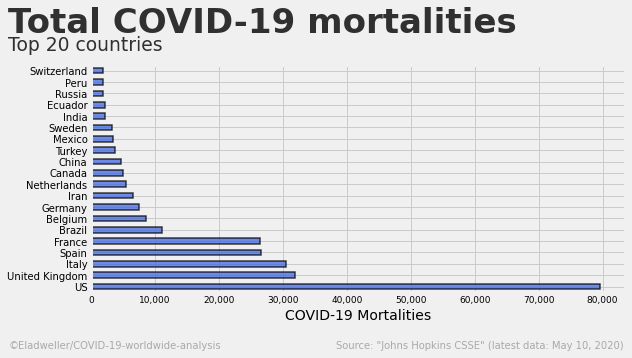 Total COVID-19 mortalities
Top 20 countries
Switzerland
Peru
Russia
Ecuador
India
Sweden
Mexico
Turkey
China
Canada
Netherlands
Iran
Germany
Belgium
Brazil
France
Spain
Italy
United Kingdom
US
0 10,000 20,000 30,000 40,000 50,000 60,000 70,000 80,000
COVID-19 Mortalities
©Eladweller/COVID-19-worldwide-analysis Source: "Johns Hopkins CSSE" (latest data: May 10, 2020)